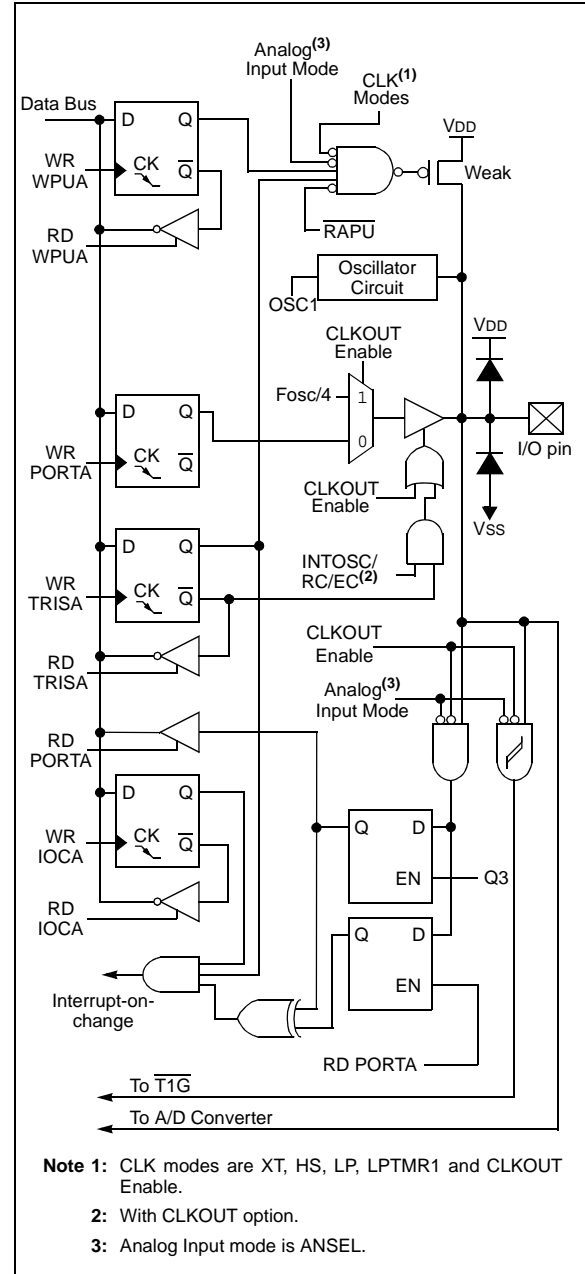 Analog(3)
Input Mode
CLK(1)
Modes
Data Bus
VDD
D Q
WR
WPUA
CK
Q
Weak
RD
WPUA
RAPU
Oscillator
Circuit
OSC1
CLKOUT
Enable
VDD
Fosc/4
1
0
D Q
WR
PORTA
CK
Q
I/O pin
CLKOUT
Enable
VSS
D Q
WR
TRISA
CK
Q
INTOSC/
RC/EC(2)
RD
TRISA
CLKOUT
Enable
Analog(3)
Input Mode
RD
PORTA
D Q
WR
IOCA
CK
Q
Q D
EN
Q3
RD
IOCA
Q D
EN
Interrupt-on-
change
RD PORTA
To T1G
To A/D Converter
Note 1: CLK modes are XT, HS, LP, LPTMR1 and CLKOUT
Enable.
2: With CLKOUT option.
3: Analog Input mode is ANSEL.